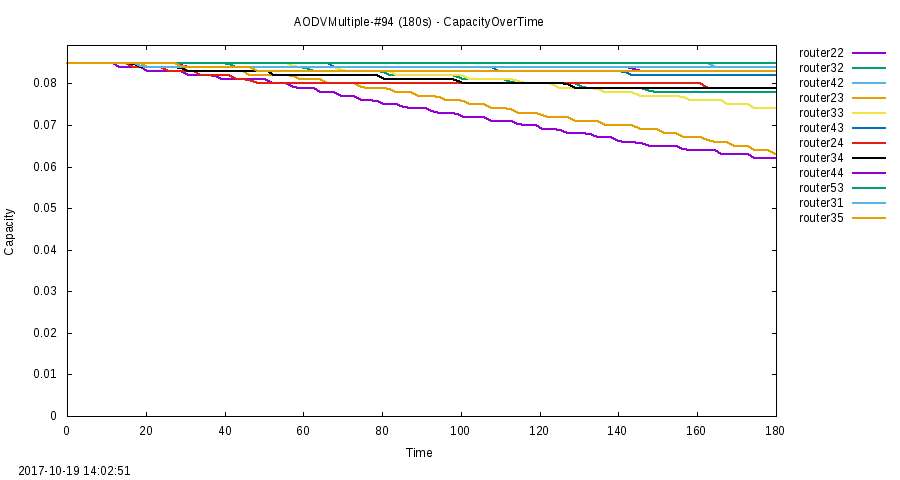 AODVMultiple-#94 (180s) - CapacityOverTime
router22
router32
router42
router23
router33
router43
router24
router34
router44
router53
router31
router35
0.08
0.07
0.06
0.05
0.04
0.03
0.02
0.01
0
Capacity
0 20 40 60 80 100 120 140 160 180
Time
2017-10-19 14:02:51